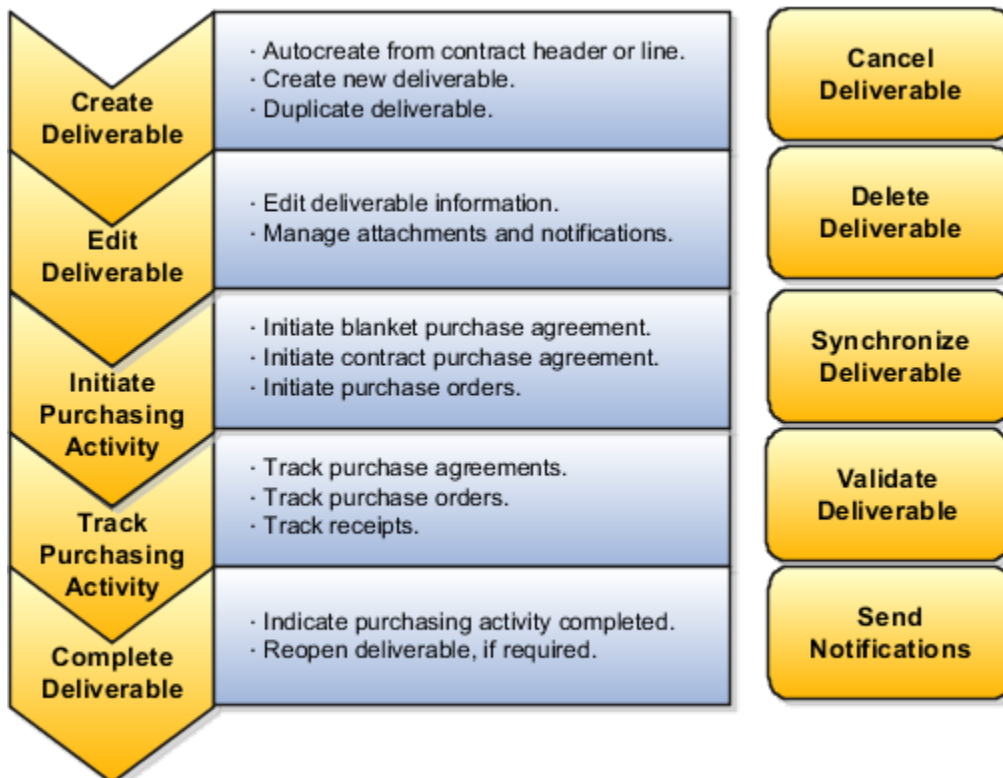 Create
Deliverable
· Autocreate from contract header or line.
· Create new deliverable.
· Duplicate deliverable.
Cancel
Deliverable
Edit
Deliverable
· Edit deliverable information.
· Manage attachments and notifications.
Delete
Deliverable
Initiate
Purchasing
Activity
· Initiate blanket purchase agreement.
· Initiate contract purchase agreement.
· Initiate purchase orders.
Synchronize
Deliverable
Track
Purchasing
Activity
· Track purchase agreements.
· Track purchase orders.
· Track receipts.
Validate
Deliverable
Complete
Deliverable
· Indicate purchasing activity completed.
· Reopen deliverable, if required.
Send
Notifications